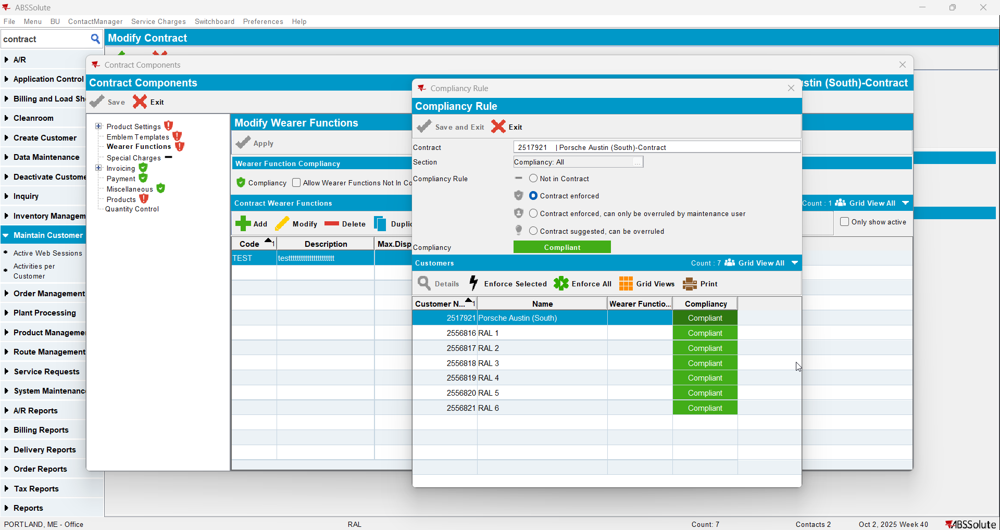 ABSSolute
File Menu BU ContactManager Service Charges Switchboard Preferences Help
contract
Modify Contract
A/R
Application Control
Billing and Load Sh
Cleanroom
Create Customer
Data Maintenance
Deactivate Custome
Inquiry
Inventory Managem
Maintain Customer
Active Web Sessions
Activities per
Customer
Order Management
Plant Processing
Product Manageme
Route Management
Service Requests
System Maintenanc
A/R Reports
Billing Reports
Delivery Reports
Order Reports
Tax Reports
Reports
Contract Components
Contract Components
stin (South)-Contract
Save Exit
Product Settings
Emblem Templates
Wearer Functions
Special Charges
Invoicing
Payment
Miscellaneous
Products
Quantity Control
Modify Wearer Functions
Apply
Wearer Function Compliancy
Compliancy Allow Wearer Functions Not In Co
Contract Wearer Functions
Count : 1 Grid View All
Add Modify Delete Duplic
Only show active
Code 1 Description Max.Disp
TEST testttttttttttttttttttttt
Compliancy Rule
Compliancy Rule
Save and Exit Exit
Contract 2517921 | Porsche Austin (South)-Contract
Section Compliancy: All ...
Compliancy Rule Not in Contract
Contract enforced
Contract enforced, can only be overruled by maintenance user
Contract suggested, can be overruled
Compliancy Compliant
Customers Count : 7 Grid View All
Details Enforce Selected Enforce All Grid Views Print
Customer N... 1 Name Wearer Functio... Compliancy
2517921 Porsche Austin (South) Compliant
2556816 RAL 1 Compliant
2556817 RAL 2 Compliant
2556818 RAL 3 Compliant
2556819 RAL 4 Compliant
2556820 RAL 5 Compliant
2556821 RAL 6 Compliant
PORTLAND, ME - Office RAL Count: 7 Contacts 2 Oct 2, 2025 Week 40 ABSSolute